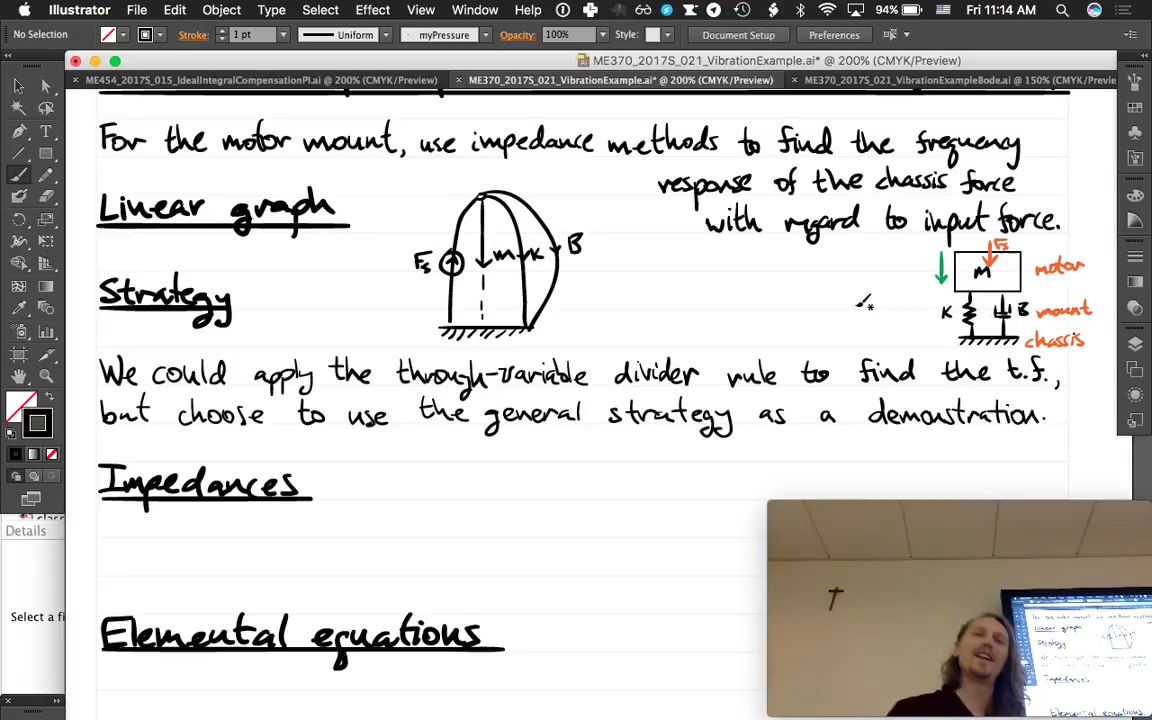 Illustrator File Edit Object Type Select Effect View Window Help 94% Fri 11:14 AM
No Selection Stroke: 1 pt Uniform myPressure Opacity: 100% Style: Document Setup Preferences
ME370_2017S_021_VibrationExample.ai* @ 200% (CMYK/Preview)
ME454_2017S_015_IdealIntegralCompensationPI.ai @ 200% (CMYK/Preview) ME370_2017S_021_VibrationExample.ai* @ 200% (CMYK/Preview) ME370_2017S_021_VibrationExampleBode.ai @ 150% (CMYK/Preview)
For the motor mount, use impedance methods to find the frequency
response of the chassis force
with regard to input force.
Linear graph
Fs m K B
Fs
m motor
K B mount
chassis
Strategy
We could apply the through-variable divider rule to find the t.f.,
but choose to use the general strategy as a demostration.
Impedances
Elemental equations
Details
Select a fi